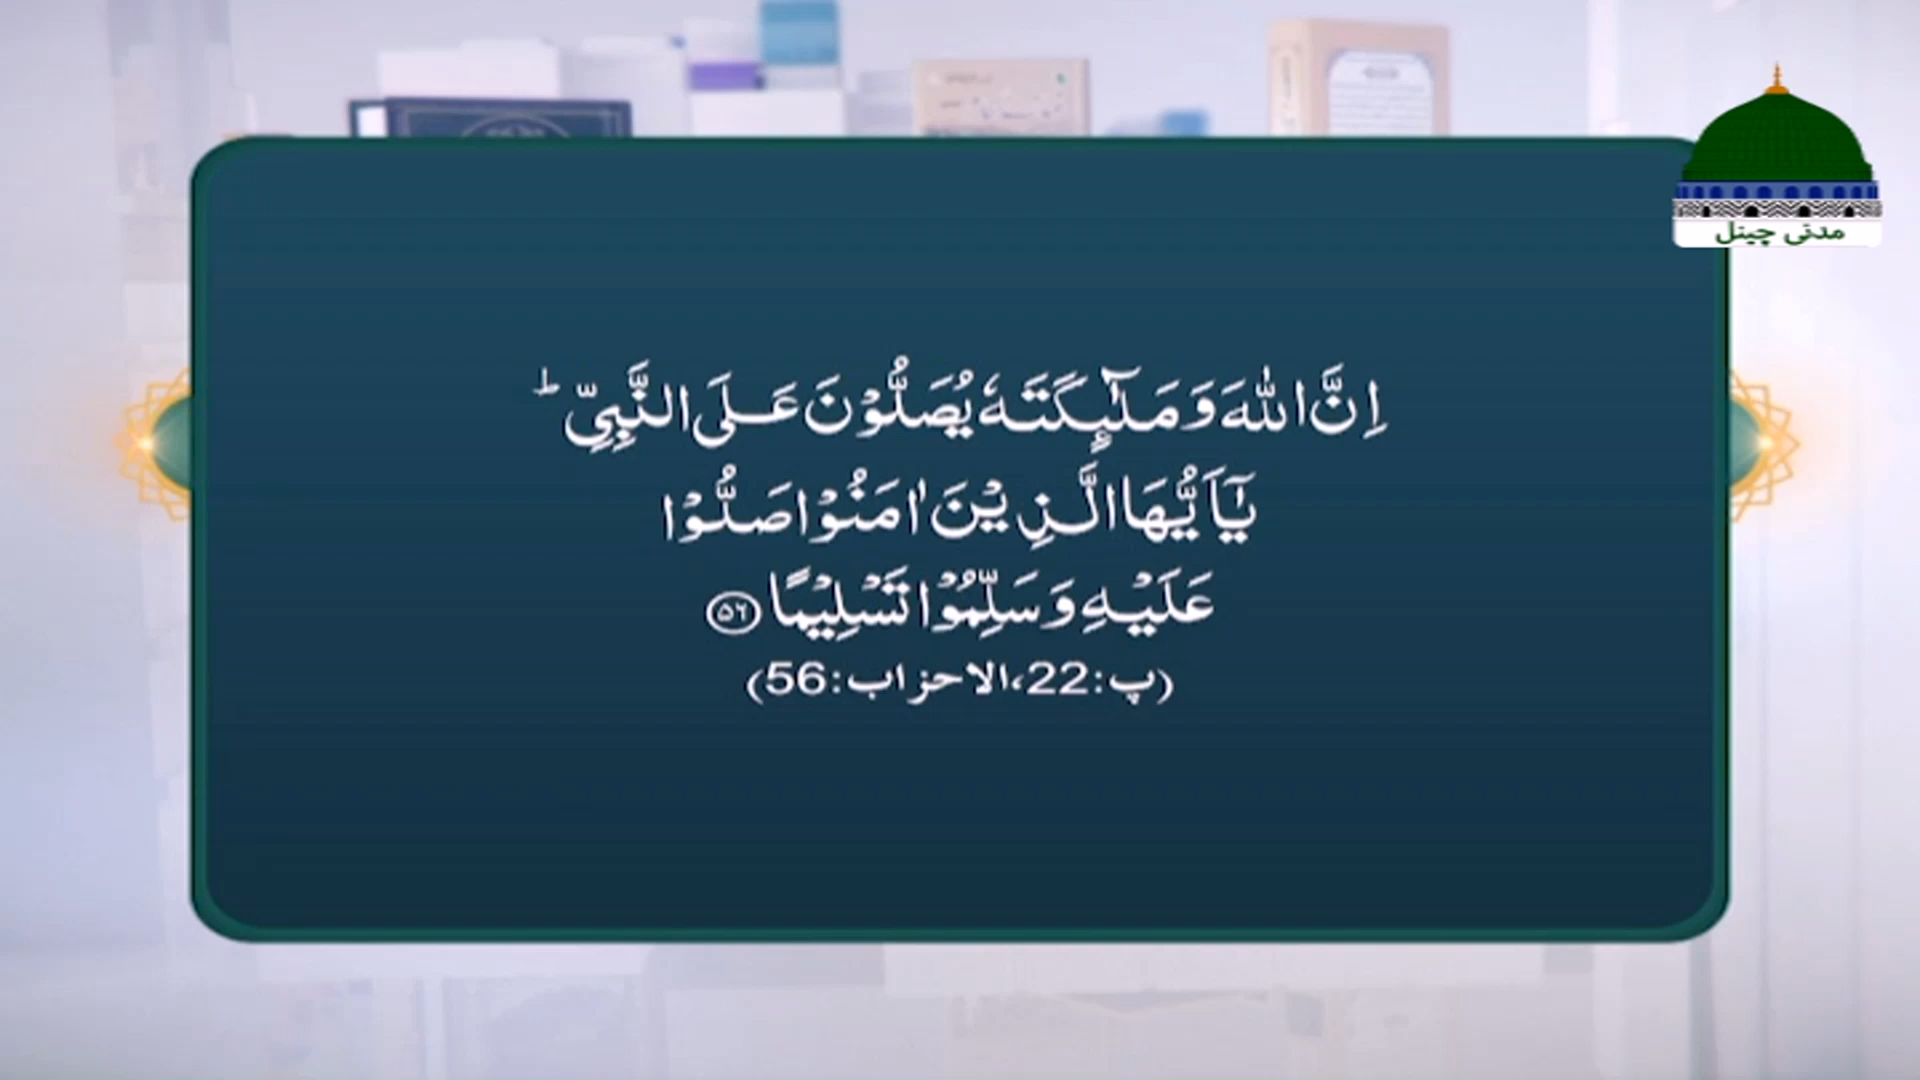 اِنَّ اللّٰهَ وَ مَلٰٓىٕكَتَهٗ یُصَلُّوْنَ عَلَى النَّبِیِّ ؕ
یٰۤاَیُّهَا الَّذِیْنَ اٰمَنُوْا صَلُّوْا
عَلَیْهِ وَ سَلِّمُوْا تَسْلِیْمًا ﴿۵۶﴾
(پ:22،الاحزاب:56)
مدنی چینل